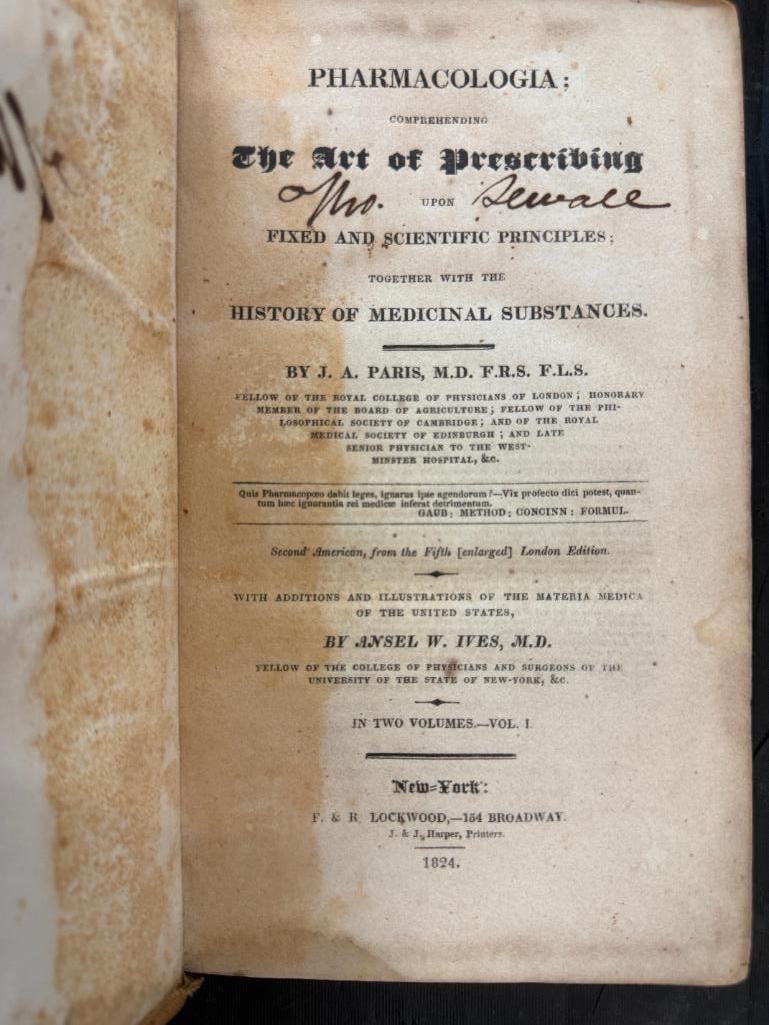 PHARMACOLOGIA;
COMPREHENDING
The Art of Prescribing
Tho. UPON Sewall
FIXED AND SCIENTIFIC PRINCIPLES;
TOGETHER WITH THE
HISTORY OF MEDICINAL SUBSTANCES.
BY J. A. PARIS, M.D. F.R.S. F.L.S.
FELLOW OF THE ROYAL COLLEGE OF PHYSICIANS OF LONDON; HONORARY
MEMBER OF THE BOARD OF AGRICULTURE; FELLOW OF THE PHI-
LOSOPHICAL SOCIETY OF CAMBRIDGE; AND OF THE ROYAL
MEDICAL SOCIETY OF EDINBURGH; AND LATE
SENIOR PHYSICIAN TO THE WEST-
MINSTER HOSPITAL, &c.
Quis Pharmacopœo dabit leges, ignarus ipse agendorum?—Vix profecto dici potest, quan-
tum hæc ignorantia rei medicæ inferat detrimentum.
GAUB: METHOD: CONCINN: FORMUL.
Second American, from the Fifth [enlarged] London Edition.
WITH ADDITIONS AND ILLUSTRATIONS OF THE MATERIA MEDICA
OF THE UNITED STATES,
BY ANSEL W. IVES, M.D.
FELLOW OF THE COLLEGE OF PHYSICIANS AND SURGEONS OF THE
UNIVERSITY OF THE STATE OF NEW-YORK, &c.
IN TWO VOLUMES.—VOL. I
New-York:
F. & R. LOCKWOOD,—154 BROADWAY.
J. & J. Harper, Printers.
1824.